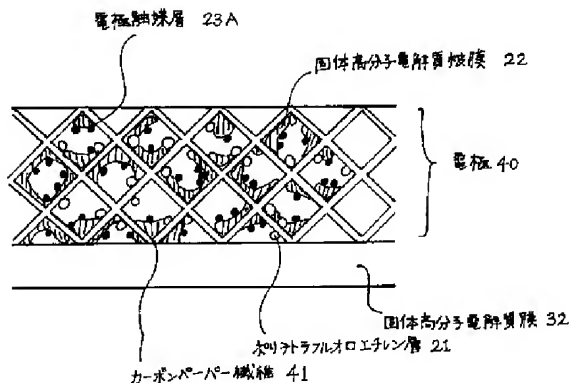 電極触媒層 23A
固体高分子電解質被膜 22
電極 40
固体高分子電解質膜 32
ポリテトラフルオロエチレン層 21
カーボンペーパー繊維 41